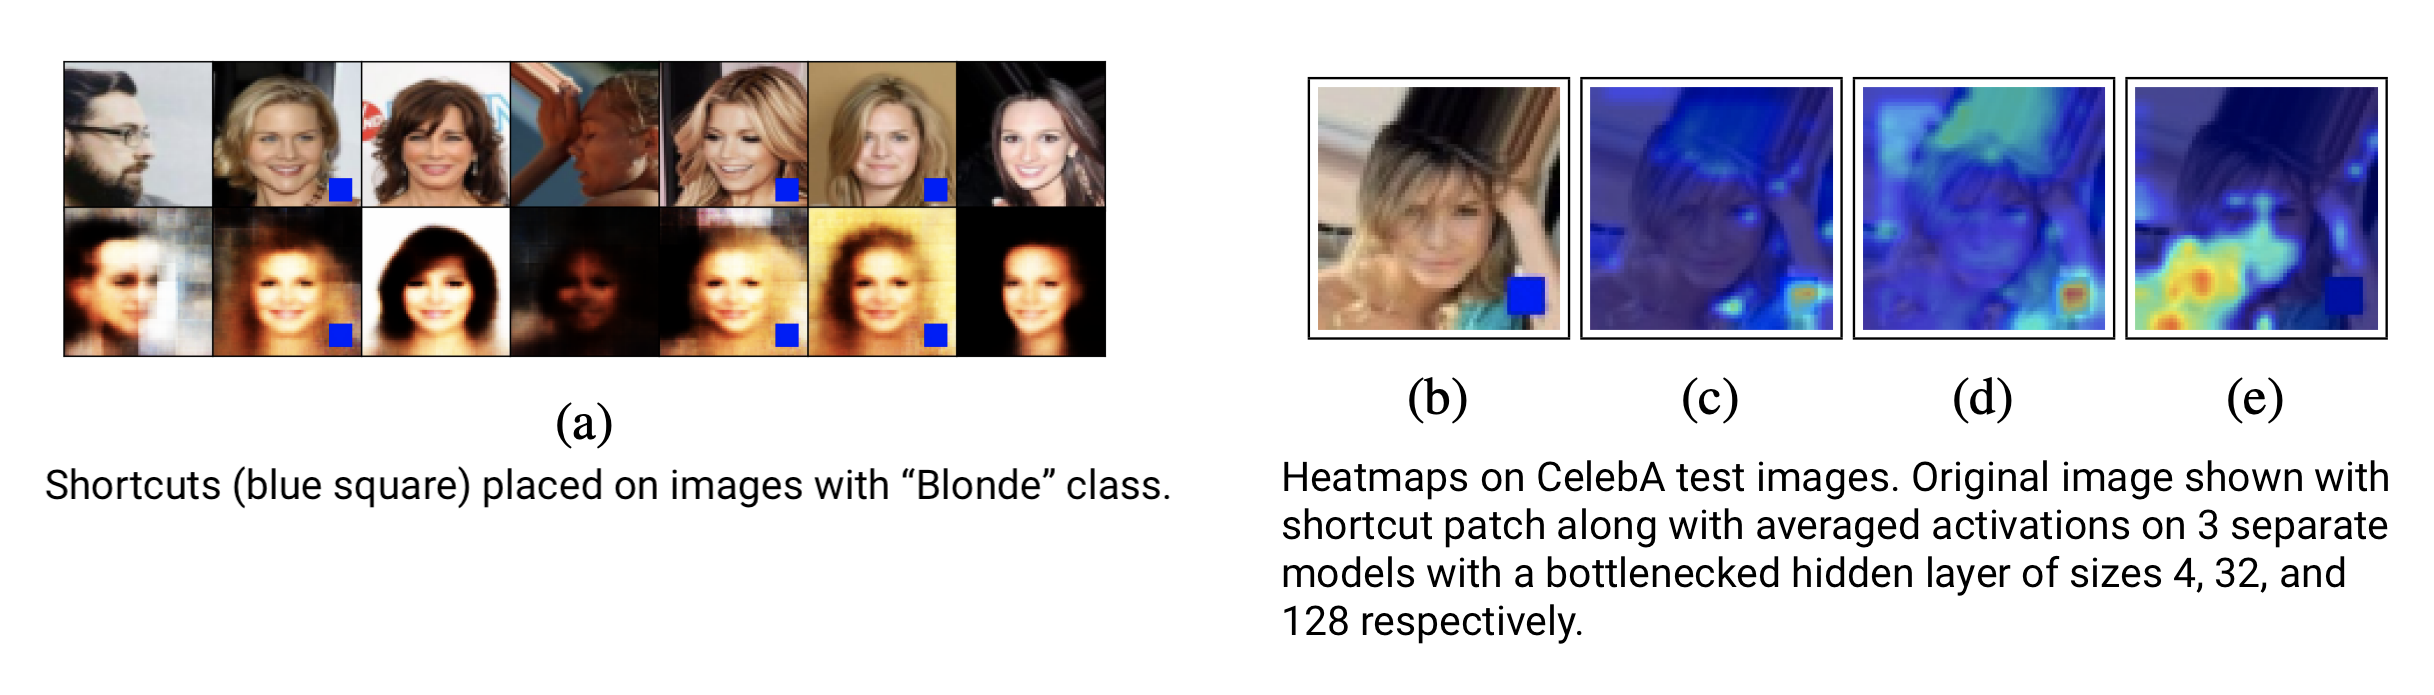 (a)
Shortcuts (blue square) placed on images with “Blonde” class.
(b) (c) (d) (e)
Heatmaps on CelebA test images. Original image shown with
shortcut patch along with averaged activations on 3 separate
models with a bottlenecked hidden layer of sizes 4, 32, and
128 respectively.